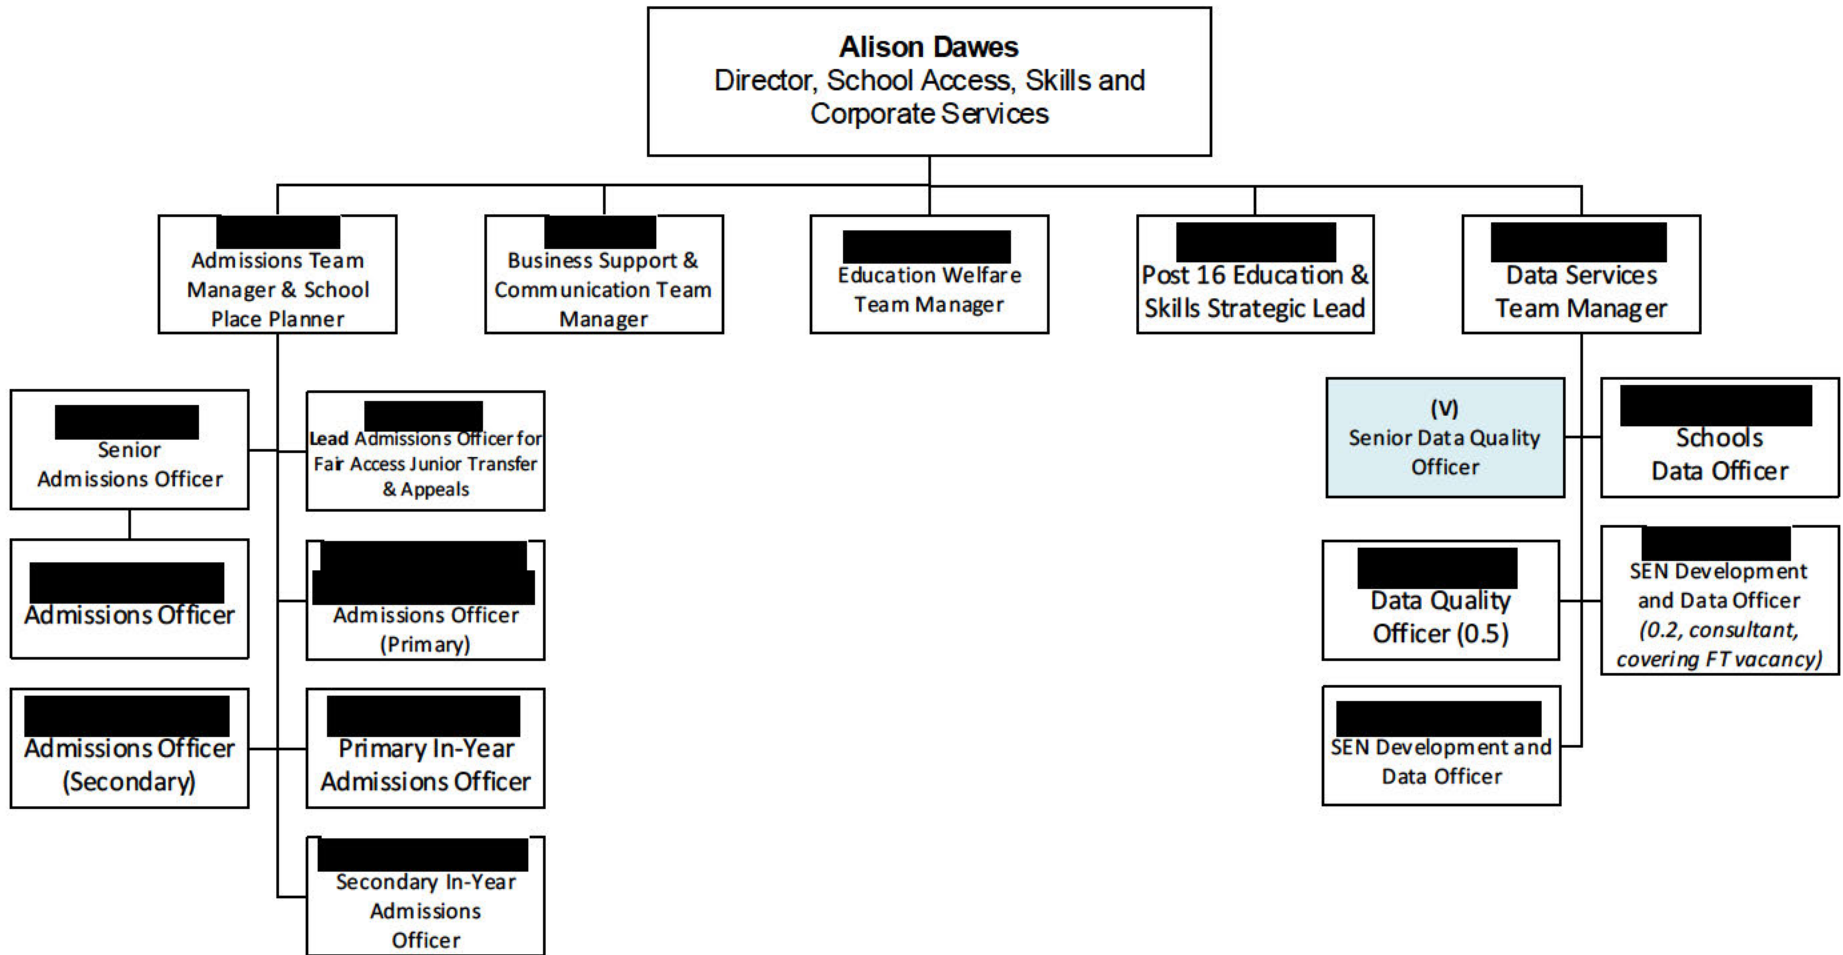 Alison Dawes
Director, School Access, Skills and
Corporate Services
Admissions Team
Manager & School
Place Planner
Business Support &
Communication Team
Manager
Education Welfare
Team Manager
Post 16 Education &
Skills Strategic Lead
Data Services
Team Manager
Senior
Admissions Officer
Lead Admissions Officer for
Fair Access Junior Transfer
& Appeals
Admissions Officer
Admissions Officer
(Primary)
Admissions Officer
(Secondary)
Primary In-Year
Admissions Officer
Secondary In-Year
Admissions
Officer
(V)
Senior Data Quality
Officer
Schools
Data Officer
Data Quality
Officer (0.5)
SEN Development
and Data Officer
(0.2, consultant,
covering FT vacancy)
SEN Development and
Data Officer